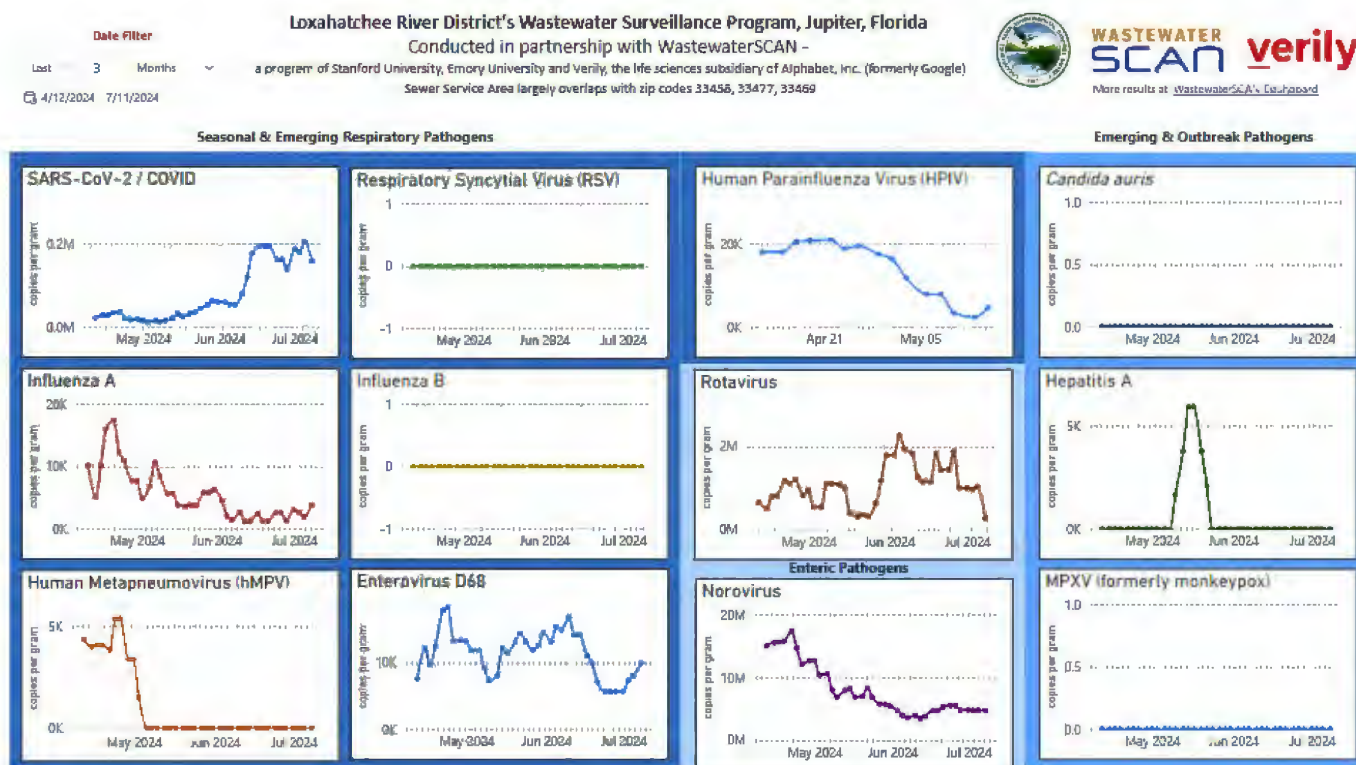 Date Filter
Last 3 Months
4/12/2024 7/11/2024
Loxahatchee River District's Wastewater Surveillance Program, Jupiter, Florida
Conducted in partnership with WastewaterSCAN -
a program of Stanford University, Emory University and Verily, the life sciences subsidiary of Alphabet, Inc. (formerly Google)
Sewer Service Area largely overlaps with zip codes 33458, 33477, 33469
WASTEWATER
SCAN
verily
More results at WastewaterSCA's Dashboard
Seasonal & Emerging Respiratory Pathogens
Emerging & Outbreak Pathogens
SARS-CoV-2 / COVID
copies per gram
0.2M
0.0M
May 2024 Jun 2024 Jul 2024
Respiratory Syncytial Virus (RSV)
copies per gram
1
0
-1
May 2024 Jun 2024 Jul 2024
Human Parainfluenza Virus (HPIV)
copies per gram
20K
0K
Apr 21 May 05
Candida auris
copies per gram
1.0
0.5
0.0
May 2024 Jun 2024 Jul 2024
Influenza A
copies per gram
20K
10K
0K
May 2024 Jun 2024 Jul 2024
Influenza B
copies per gram
1
0
-1
May 2024 Jun 2024 Jul 2024
Rotavirus
copies per gram
2M
0M
May 2024 Jun 2024 Jul 2024
Hepatitis A
copies per gram
5K
0K
May 2024 Jun 2024 Jul 2024
Enteric Pathogens
Human Metapneumovirus (hMPV)
copies per gram
5K
0K
May 2024 Jun 2024 Jul 2024
Enterovirus D68
copies per gram
10K
0K
May 2024 Jun 2024 Jul 2024
Norovirus
copies per gram
20M
10M
0M
May 2024 Jun 2024 Jul 2024
MPXV (formerly monkeypox)
copies per gram
1.0
0.5
0.0
May 2024 Jun 2024 Jul 2024